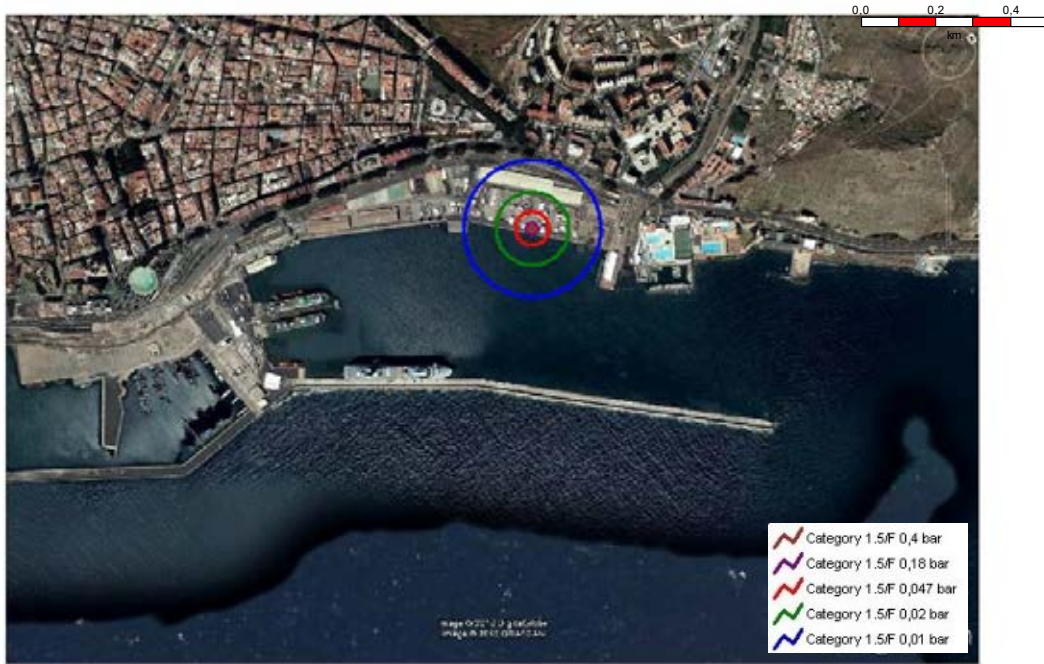 0,0 0,2 0,4
km
Category 1.5/F 0,4 bar
Category 1.5/F 0,18 bar
Category 1.5/F 0,047 bar
Category 1.5/F 0,02 bar
Category 1.5/F 0,01 bar